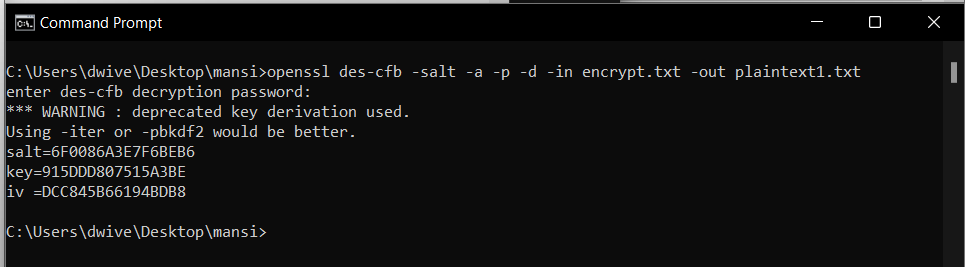 Command Prompt
C:\Users\dwive\Desktop\mansi>openssl des-cfb -salt -a -p -d -in encrypt.txt -out plaintext1.txt
enter des-cfb decryption password:
*** WARNING : deprecated key derivation used.
Using -iter or -pbkdf2 would be better.
salt=6F0086A3E7F6BEB6
key=915DDD807515A3BE
iv =DCC845B66194BDB8
C:\Users\dwive\Desktop\mansi>